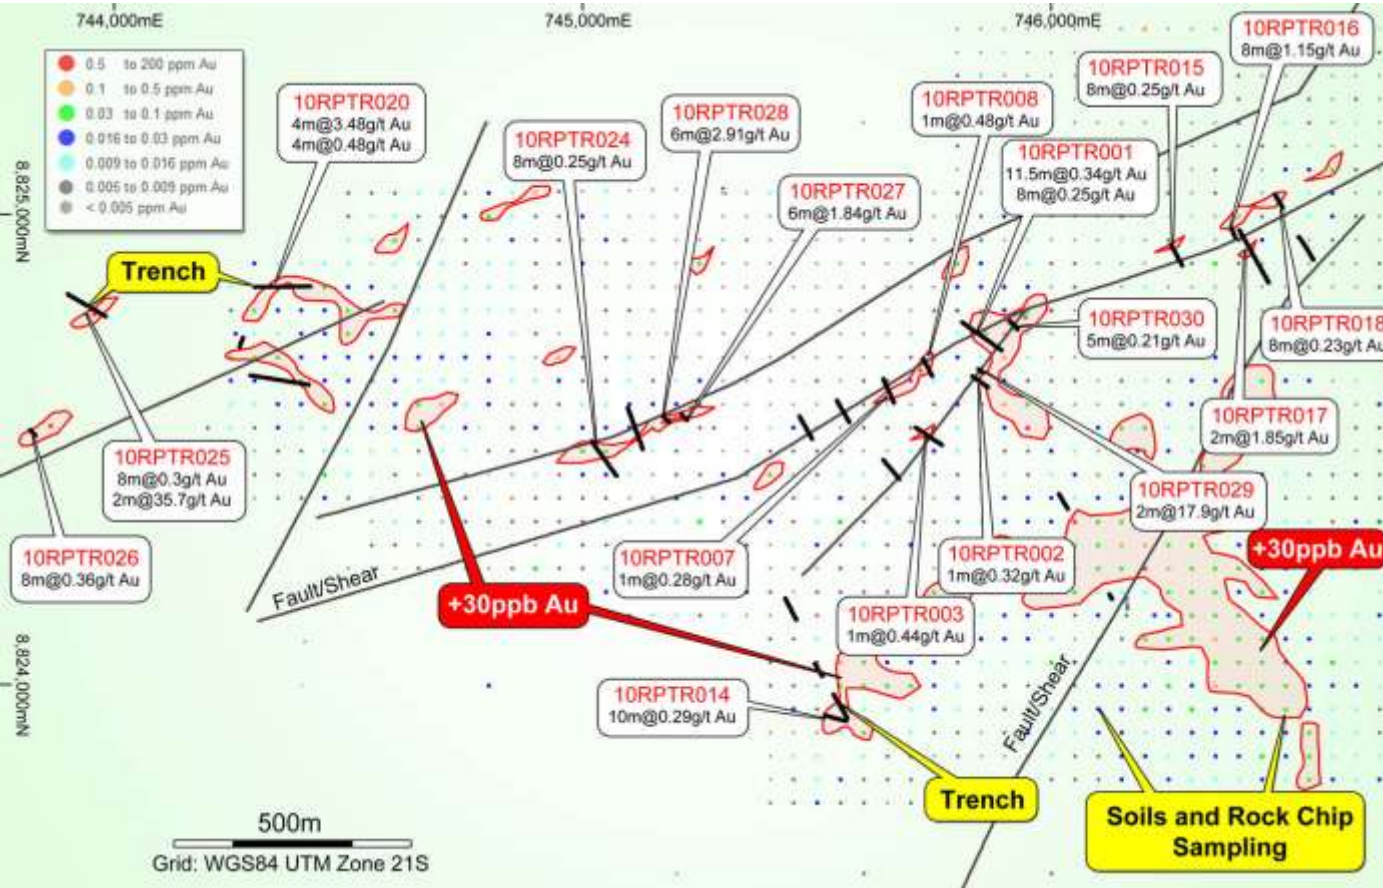 744,000mE
745,000mE
746,000mE
8,825,000mN
8,824,000mN
0.5 to 200 ppm Au
0.1 to 0.5 ppm Au
0.03 to 0.1 ppm Au
0.016 to 0.03 ppm Au
0.009 to 0.016 ppm Au
0.005 to 0.009 ppm Au
< 0.005 ppm Au
10RPTR020
4m@3.48g/t Au
4m@0.48g/t Au
10RPTR024
8m@0.25g/t Au
10RPTR028
6m@2.91g/t Au
10RPTR027
6m@1.84g/t Au
10RPTR008
1m@0.48g/t Au
10RPTR001
11.5m@0.34g/t Au
8m@0.25g/t Au
10RPTR015
8m@0.25g/t Au
10RPTR016
8m@1.15g/t Au
Trench
10RPTR030
5m@0.21g/t Au
10RPTR018
8m@0.23g/t Au
10RPTR017
2m@1.85g/t Au
10RPTR025
8m@0.3g/t Au
2m@35.7g/t Au
10RPTR029
2m@17.9g/t Au
10RPTR026
8m@0.36g/t Au
10RPTR007
1m@0.28g/t Au
10RPTR002
1m@0.32g/t Au
+30ppb Au
Fault/Shear
+30ppb Au
10RPTR003
1m@0.44g/t Au
10RPTR014
10m@0.29g/t Au
Fault/Shear
Trench
Soils and Rock Chip
Sampling
500m
Grid: WGS84 UTM Zone 21S